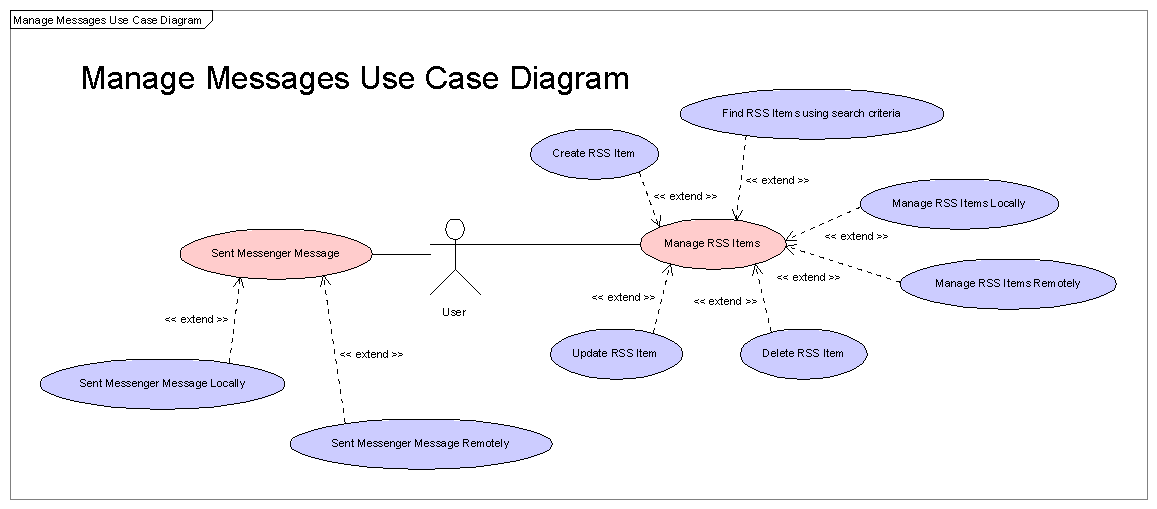 Manage Messages Use Case Diagram
Manage Messages Use Case Diagram
Find RSS Items using search criteria
Create RSS Item
<< extend >>
<< extend >>
Manage RSS Items Locally
<< extend >>
Manage RSS Items
Sent Messenger Message
<< extend >>
Manage RSS Items Remotely
<< extend >>
<< extend >>
User
<< extend >>
<< extend >>
Update RSS Item
Delete RSS Item
Sent Messenger Message Locally
Sent Messenger Message Remotely